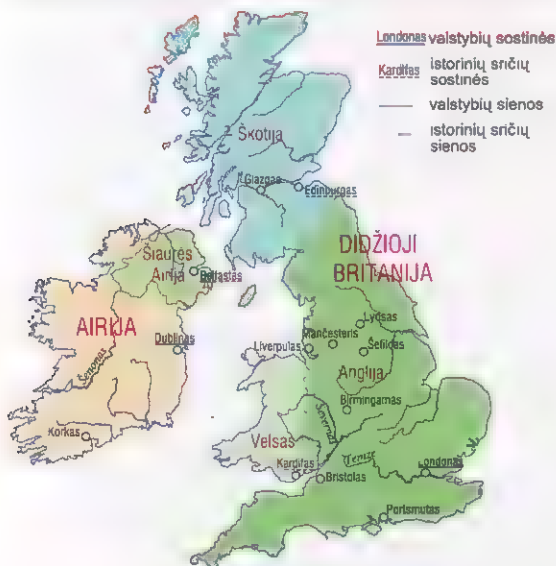 Londonas valstybių sostinės
Kardifas istorinių sričių
sostinės
valstybių sienos
istorinių sričių
sienos
Škotija
Glazgas
Edinburgas
DIDŽIOJI
BRITANIJA
Šiaurės
Airija
Belfastas
AIRIJA
Dublinas
Šenonas
Korkas
Lydsas
Mančesteris
Liverpulas
Šefildas
Anglija
Birmingamas
Severnas
Velsas
Kardifas
Bristolas
Temzė
Londonas
Portsmutas